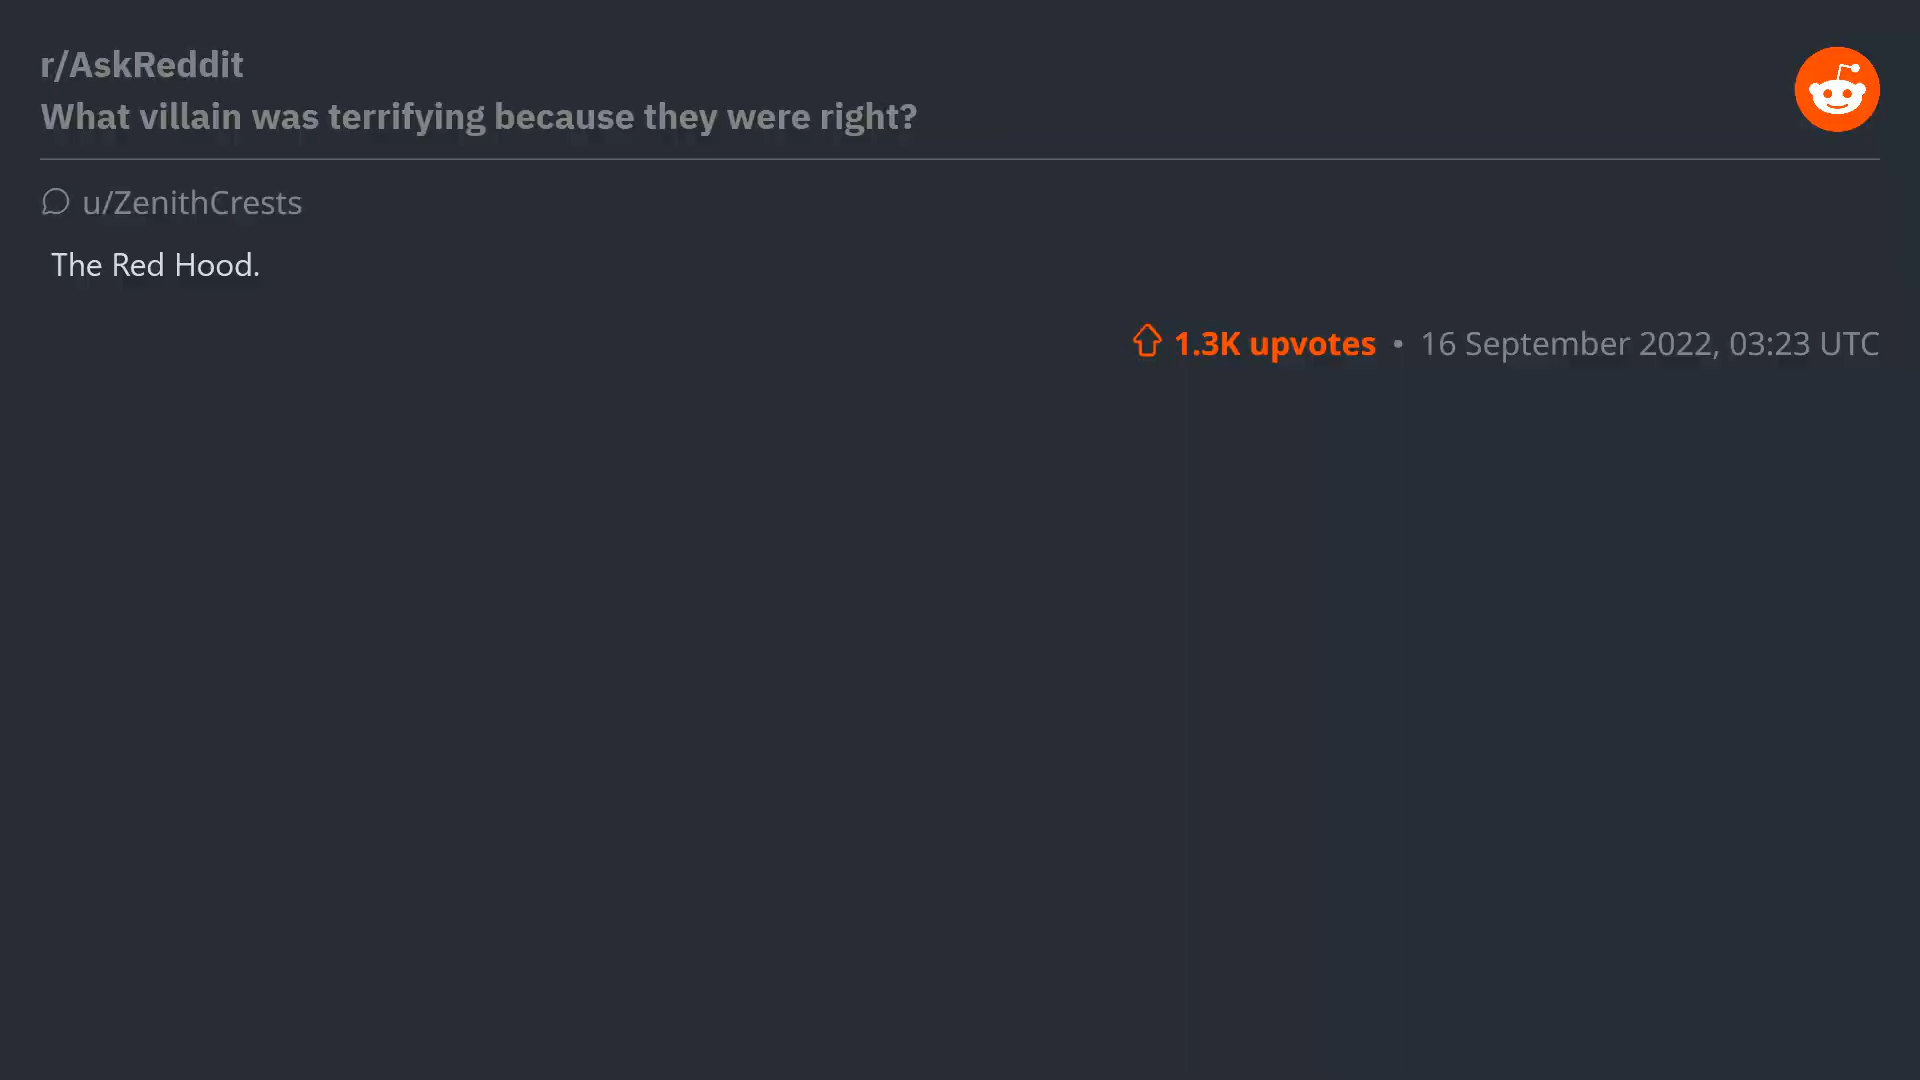 r/AskReddit
What villain was terrifying because they were right?
u/ZenithCrests
The Red Hood.
1.3K upvotes • 16 September 2022, 03:23 UTC